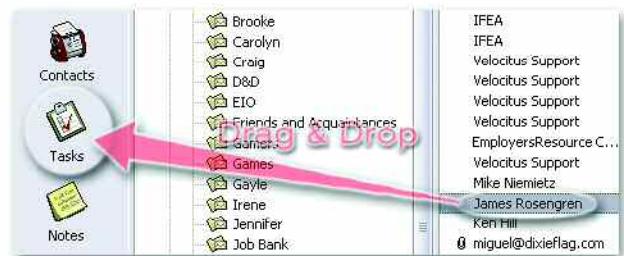 Contacts
Tasks
Notes
Brooke
Carolyn
Craig
D&D
EIO
Friends and Acquaintances
Gamers
Games
Gayle
Irene
Jennifer
Job Bank
Drag & Drop
IFEA
IFEA
Velocitus Support
Velocitus Support
Velocitus Support
Velocitus Support
EmployersResource C...
Velocitus Support
Mike Niemietz
James Rosengren
Ken Hill
miguel@dixieflag.com